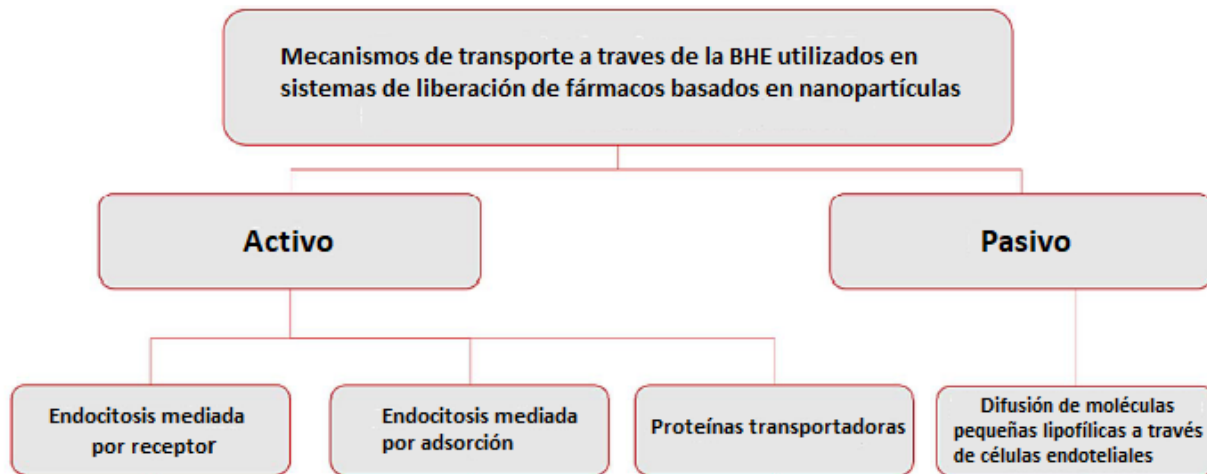 Mecanismos de transporte a traves de la BHE utilizados en
sistemas de liberación de fármacos basados en nanopartículas
Activo
Pasivo
Endocitosis mediada
por receptor
Endocitosis mediada
por adsorción
Proteínas transportadoras
Difusión de moléculas
pequeñas lipofílicas a través
de células endoteliales